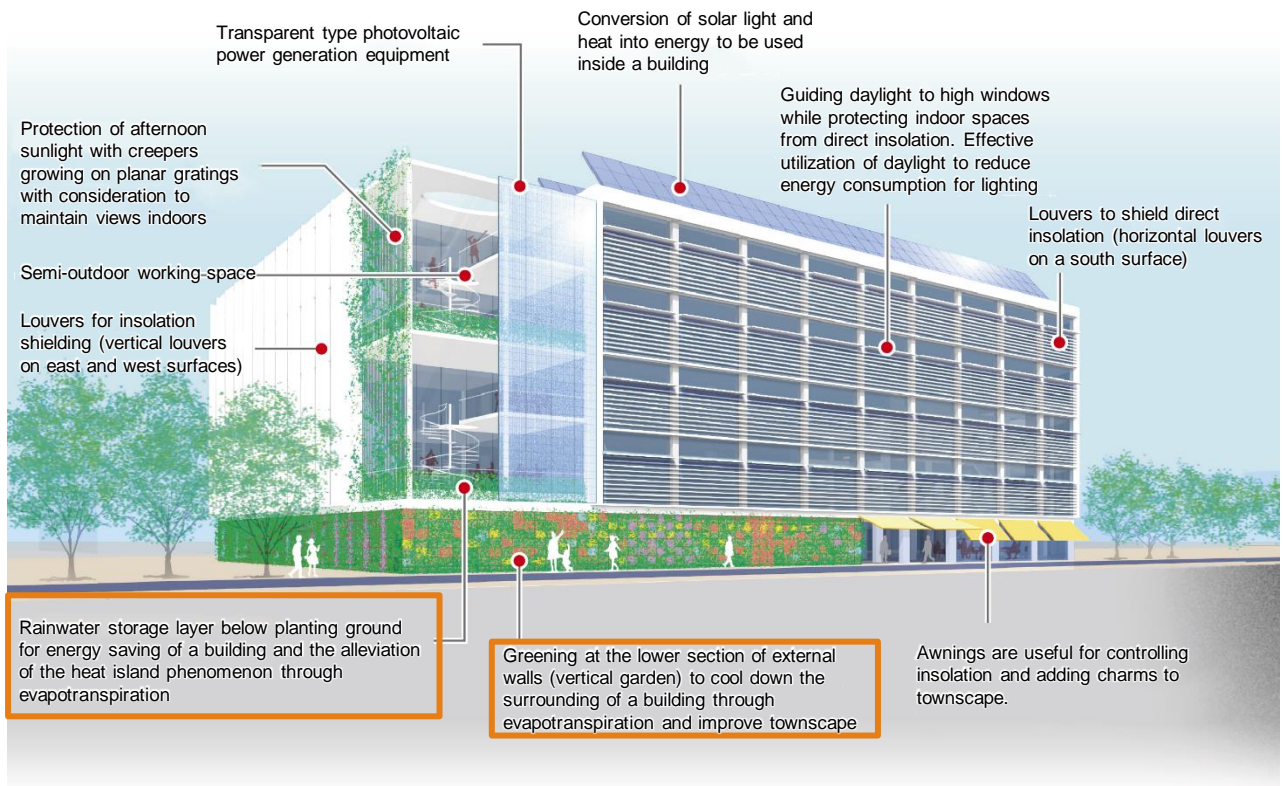 Transparent type photovoltaic
power generation equipment
Conversion of solar light and
heat into energy to be used
inside a building
Guiding daylight to high windows
while protecting indoor spaces
from direct insolation. Effective
utilization of daylight to reduce
energy consumption for lighting
Protection of afternoon
sunlight with creepers
growing on planar gratings
with consideration to
maintain views indoors
Louvers to shield direct
insolation (horizontal louvers
on a south surface)
Semi-outdoor working space
Louvers for insolation
shielding (vertical louvers
on east and west surfaces)
Rainwater storage layer below planting ground
for energy saving of a building and the alleviation
of the heat island phenomenon through
evapotranspiration
Greening at the lower section of external
walls (vertical garden) to cool down the
surrounding of a building through
evapotranspiration and improve townscape
Awnings are useful for controlling
insolation and adding charms to
townscape.